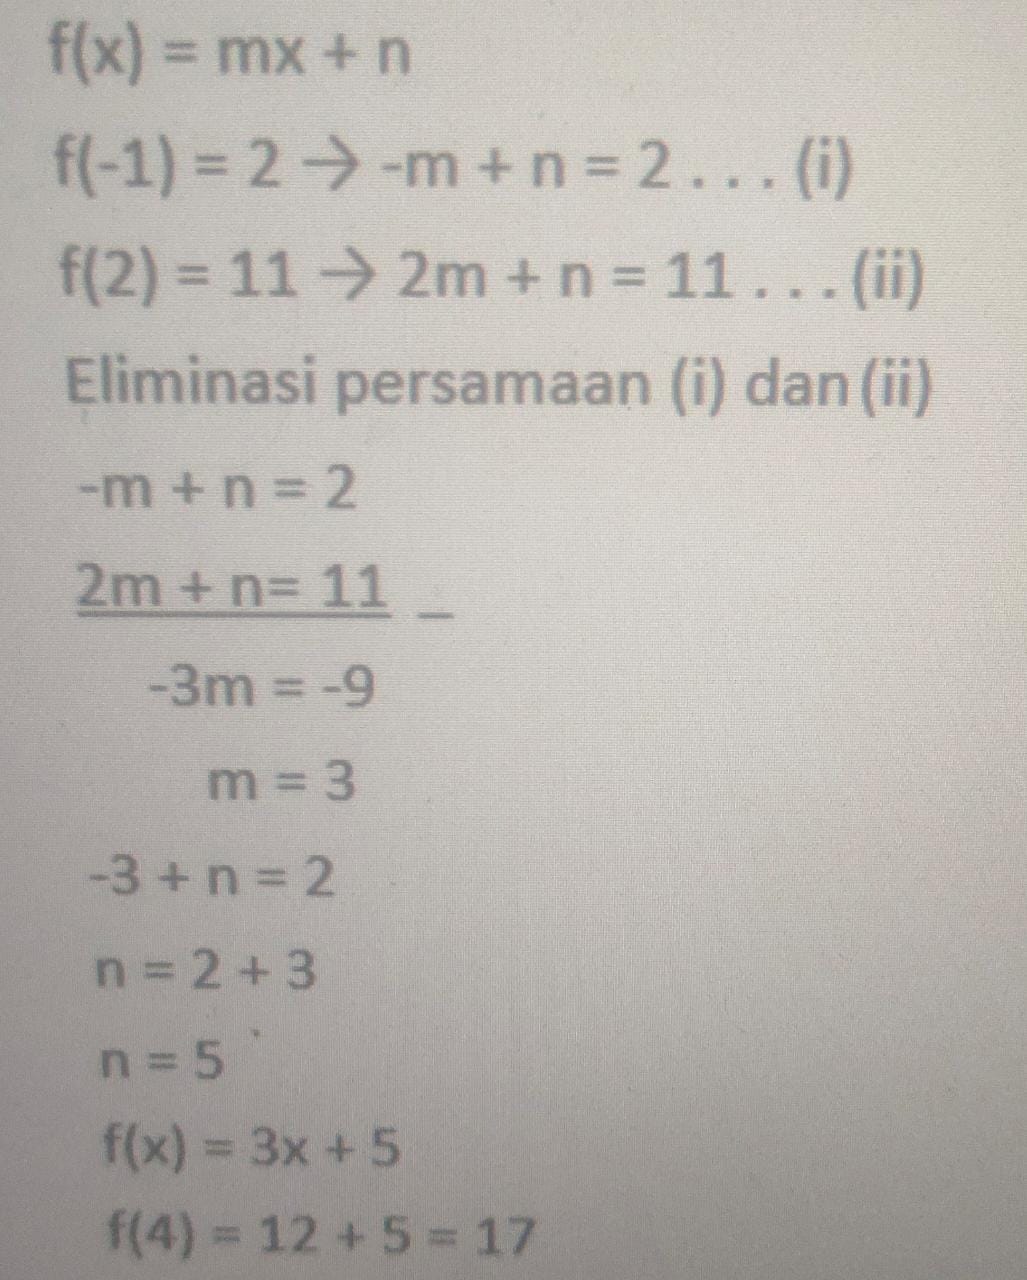 f(x) = mx + n
f(-1) = 2 → -m + n = 2 . . . (i)
f(2) = 11 → 2m + n = 11 . . . (ii)
Eliminasi persamaan (i) dan (ii)
-m + n = 2
2m + n= 11 _
-3m = -9
m = 3
-3 + n = 2
n = 2 + 3
n = 5
f(x) = 3x + 5
f(4) = 12 + 5 = 17